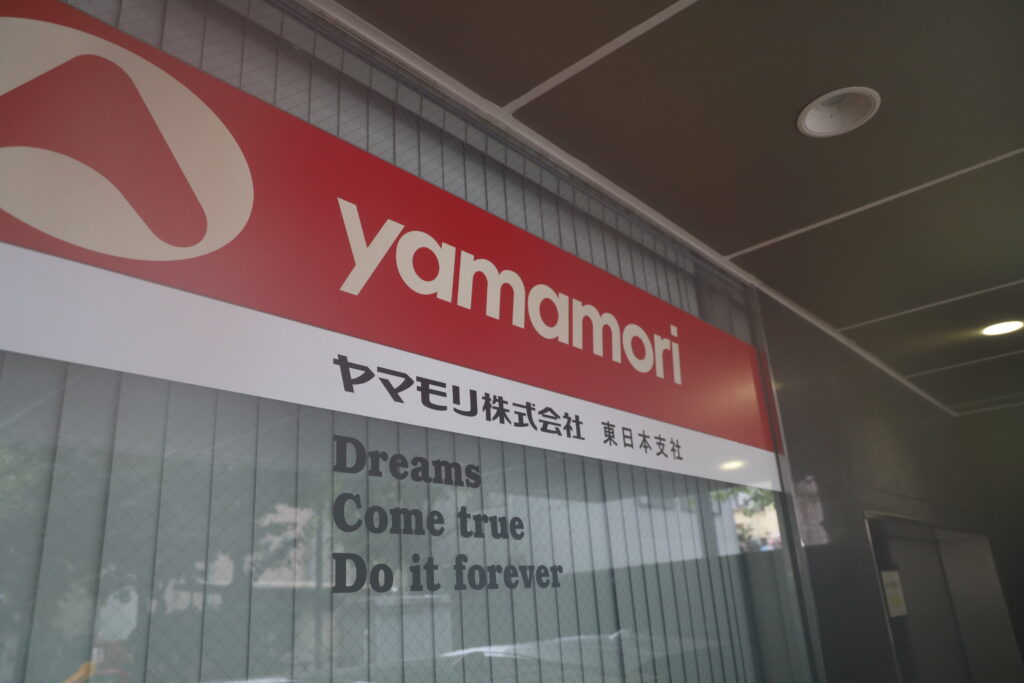 yamamori
ヤマモリ株式会社 東日本支社
Dreams
Come true
Do it forever